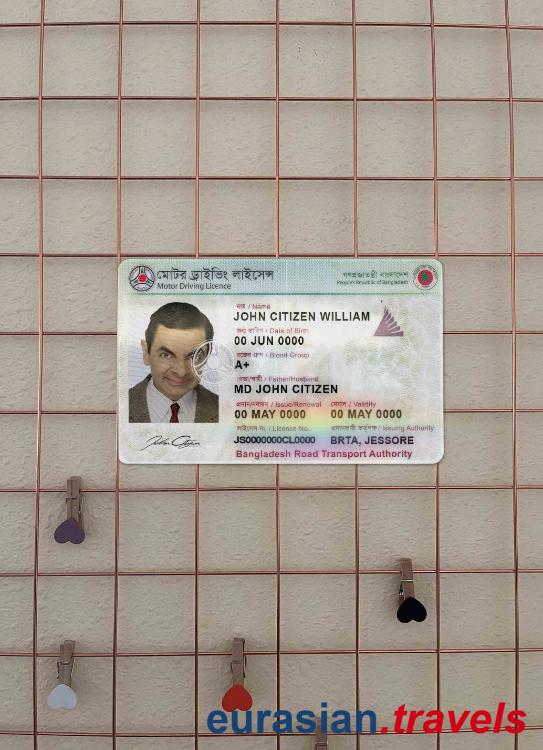 মোটর ড্রাইভিং লাইসেন্স
Motor Driving Licence
গণপ্রজাতন্ত্রী বাংলাদেশ
People's Republic of Bangladesh
নাম / Name
JOHN CITIZEN WILLIAM
জন্ম তারিখ / Date of Birth
00 JUN 0000
রক্তের গ্রুপ / Blood Group
A+
পিতা/স্বামী / Father/Husband
MD JOHN CITIZEN
প্রদান/নবায়ন / Issue/Renewal
মেয়াদ / Validity
00 MAY 0000
00 MAY 0000
লাইসেন্স নং / Licence No.
প্রদানকারী কর্তৃপক্ষ / Issuing Authority
JS0000000CL0000
BRTA, JESSORE
Bangladesh Road Transport Authority
John Citizen
eurasian.travels